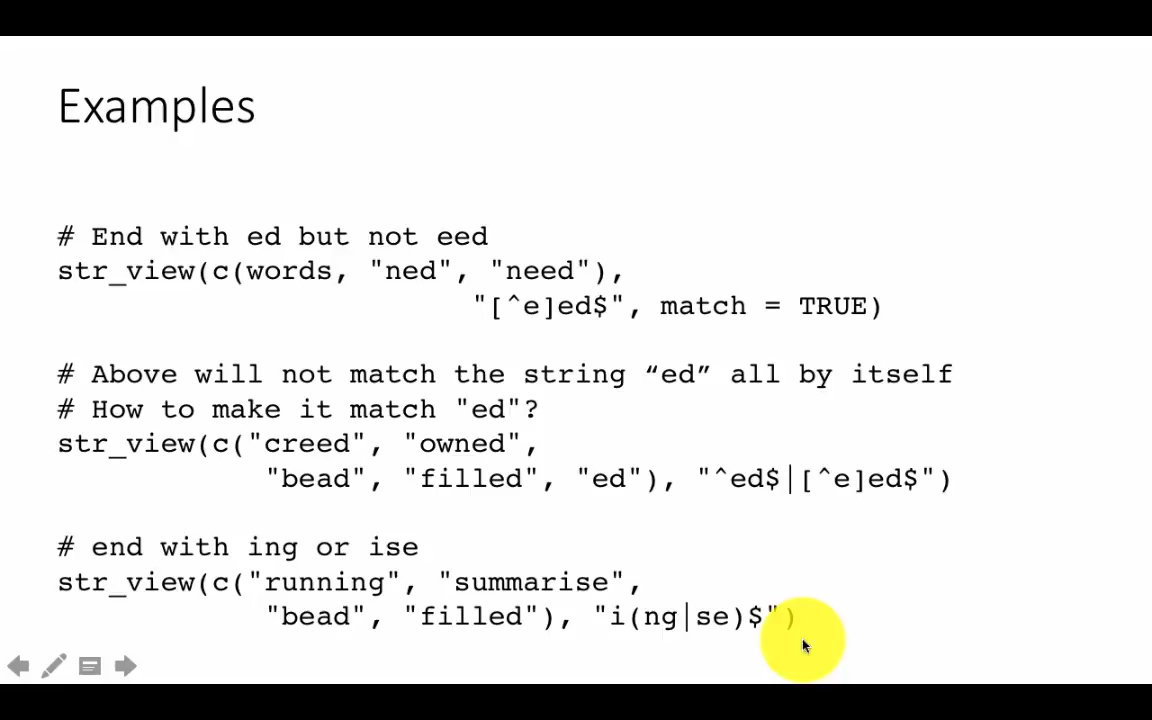 Examples
# End with ed but not eed
str_view(c(words, "ned", "need"),
"[^e]ed$", match = TRUE)
# Above will not match the string “ed” all by itself
# How to make it match "ed"?
str_view(c("creed", "owned",
"bead", "filled", "ed"), "^ed$|[^e]ed$")
# end with ing or ise
str_view(c("running", "summarise",
"bead", "filled"), "i(ng|se)$")